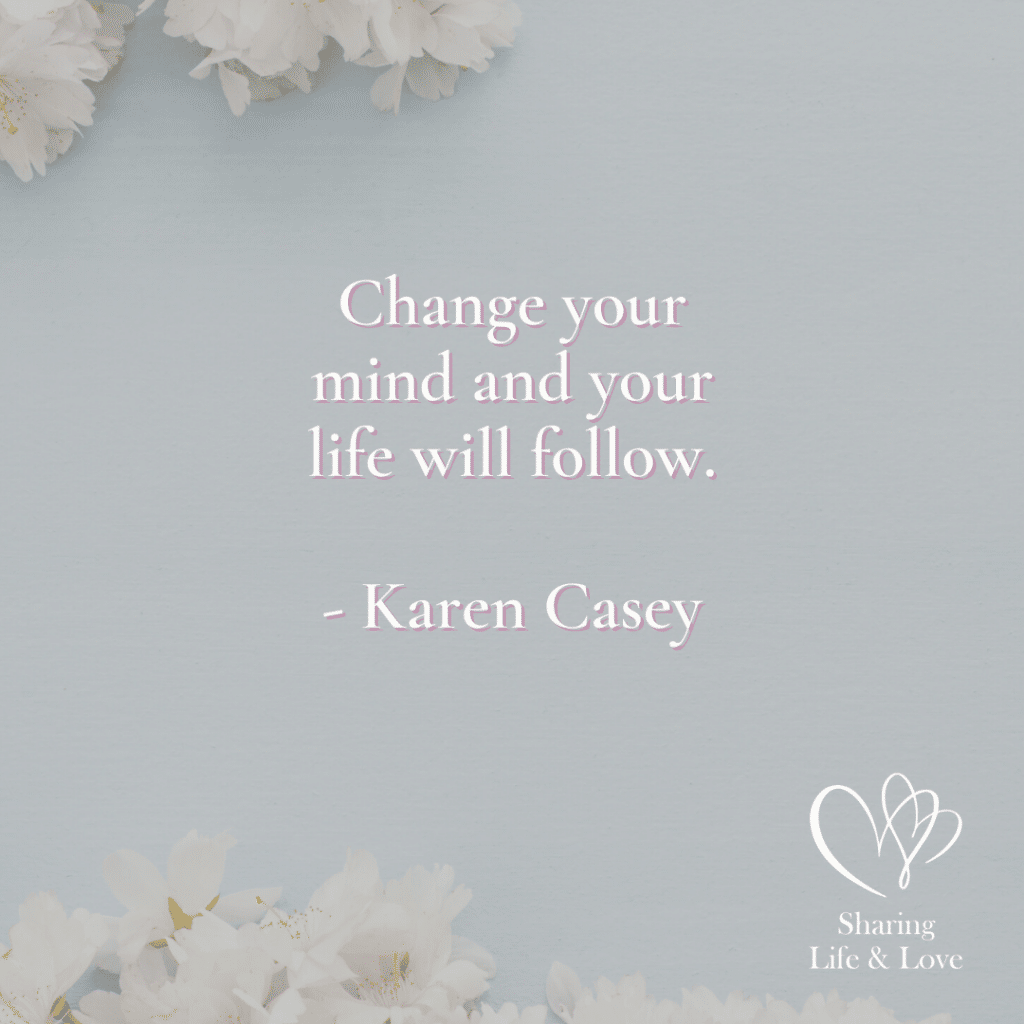 Change your
mind and your
life will follow.
- Karen Casey
Sharing
Life & Love